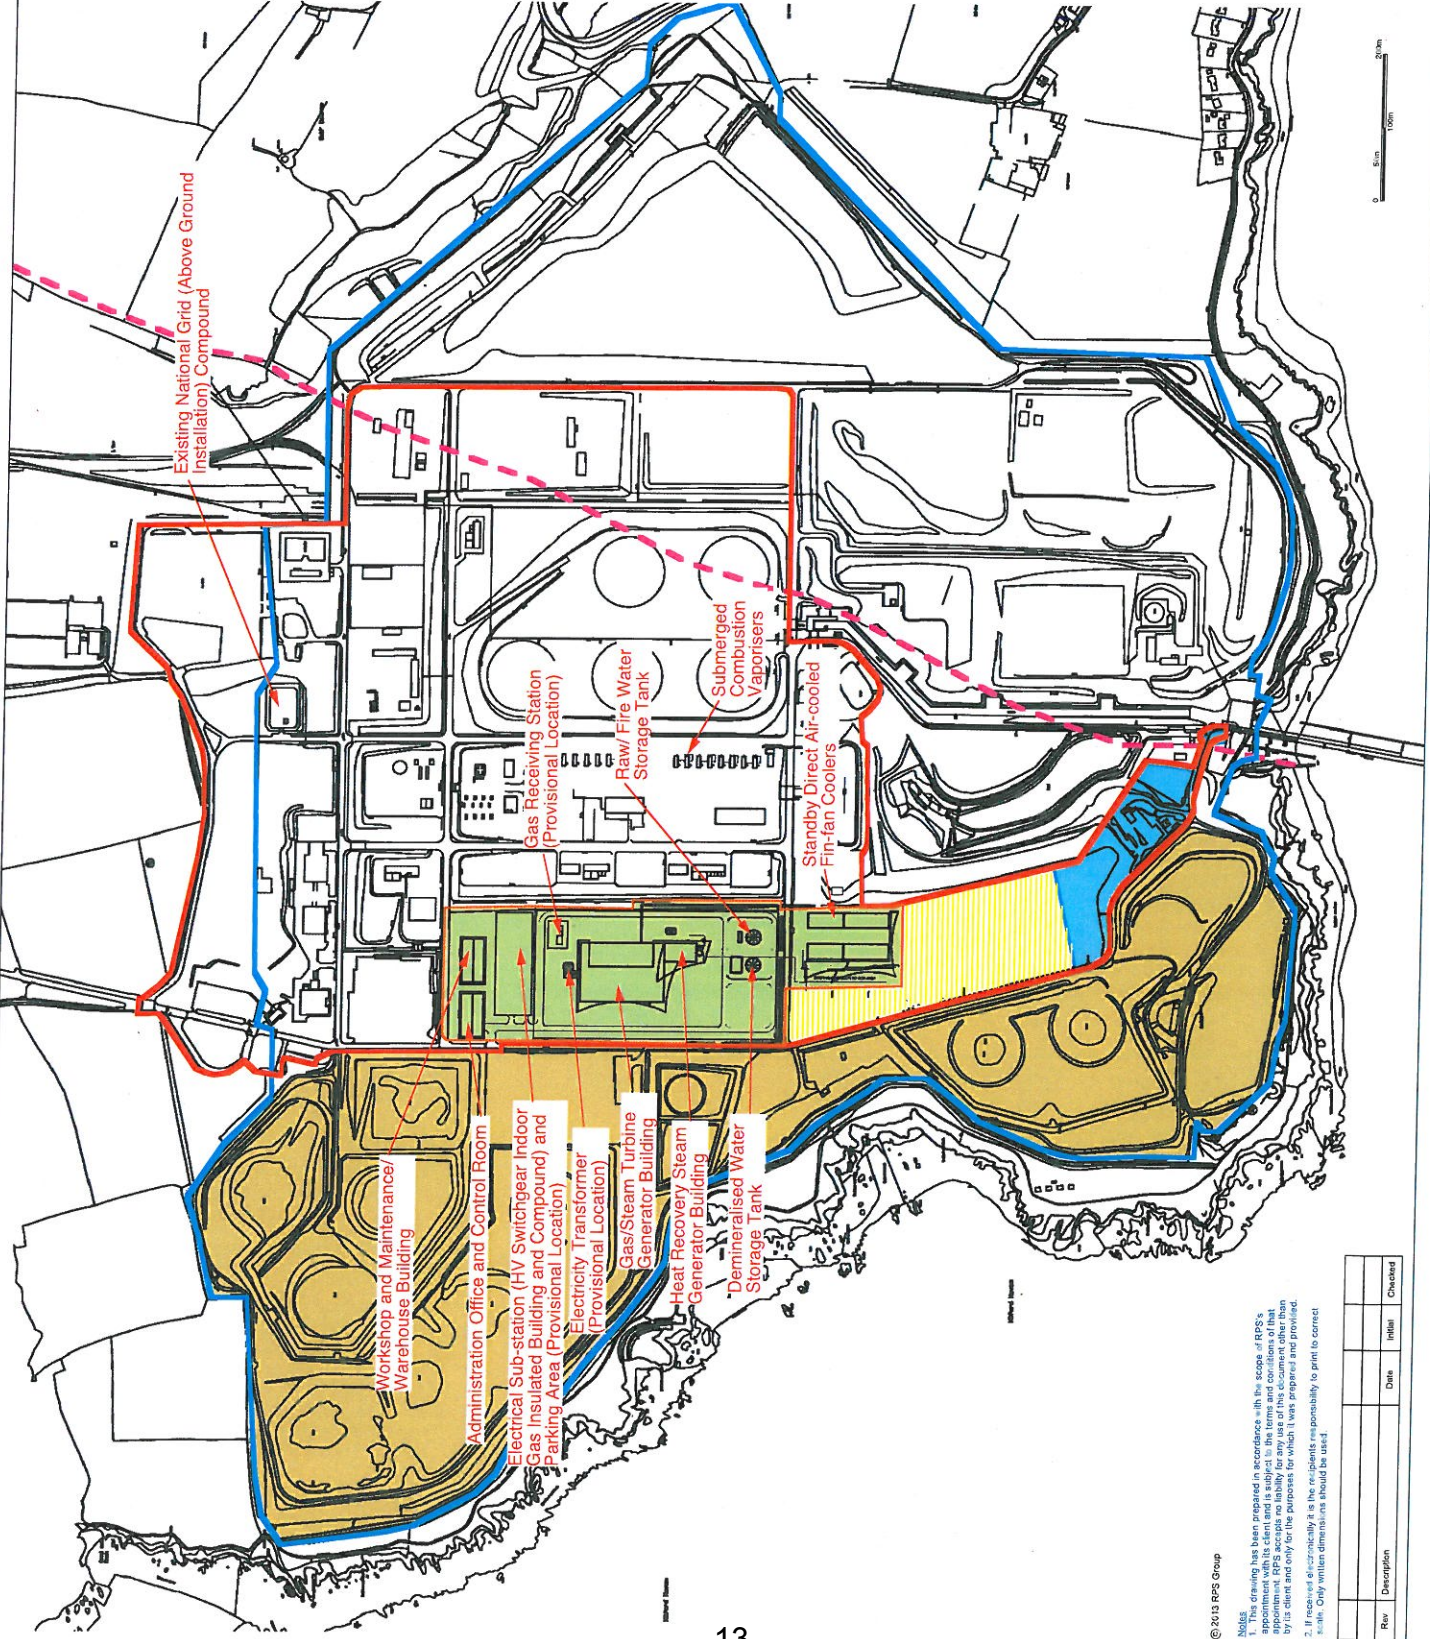 Existing National Grid (Above Ground
Installation) Compound
Gas Receiving Station
(Provisional Location)
Raw/ Fire Water
Storage Tank
Submerged
Combustion
Vaporisers
Standby Direct Air-cooled
Fin-fan Coolers
Workshop and Maintenance/
Warehouse Building
Administration Office and Control Room
Electrical Sub-station (HV Switchgear Indoor
Gas Insulated Building and Compound) and
Parking Area (Provisional Location)
Electricity Transformer
(Provisional Location)
Gas/Steam Turbine
Generator Building
Heat Recovery Steam
Generator Building
Demineralised Water
Storage Tank
0 50m 100m 200m
Milford Haven
Milford Haven
© 2013 RPS Group
Notes
1. This drawing has been prepared in accordance with the scope of RPS's
appointment with its client and is subject to the terms and conditions of that
appointment. RPS accepts no liability for any use of this document other than
by its client and only for the purposes for which it was prepared and provided.
2. If received electronically it is the recipients responsibility to print to correct
scale. Only written dimensions should be used.
Rev Description Date Initial Checked
13